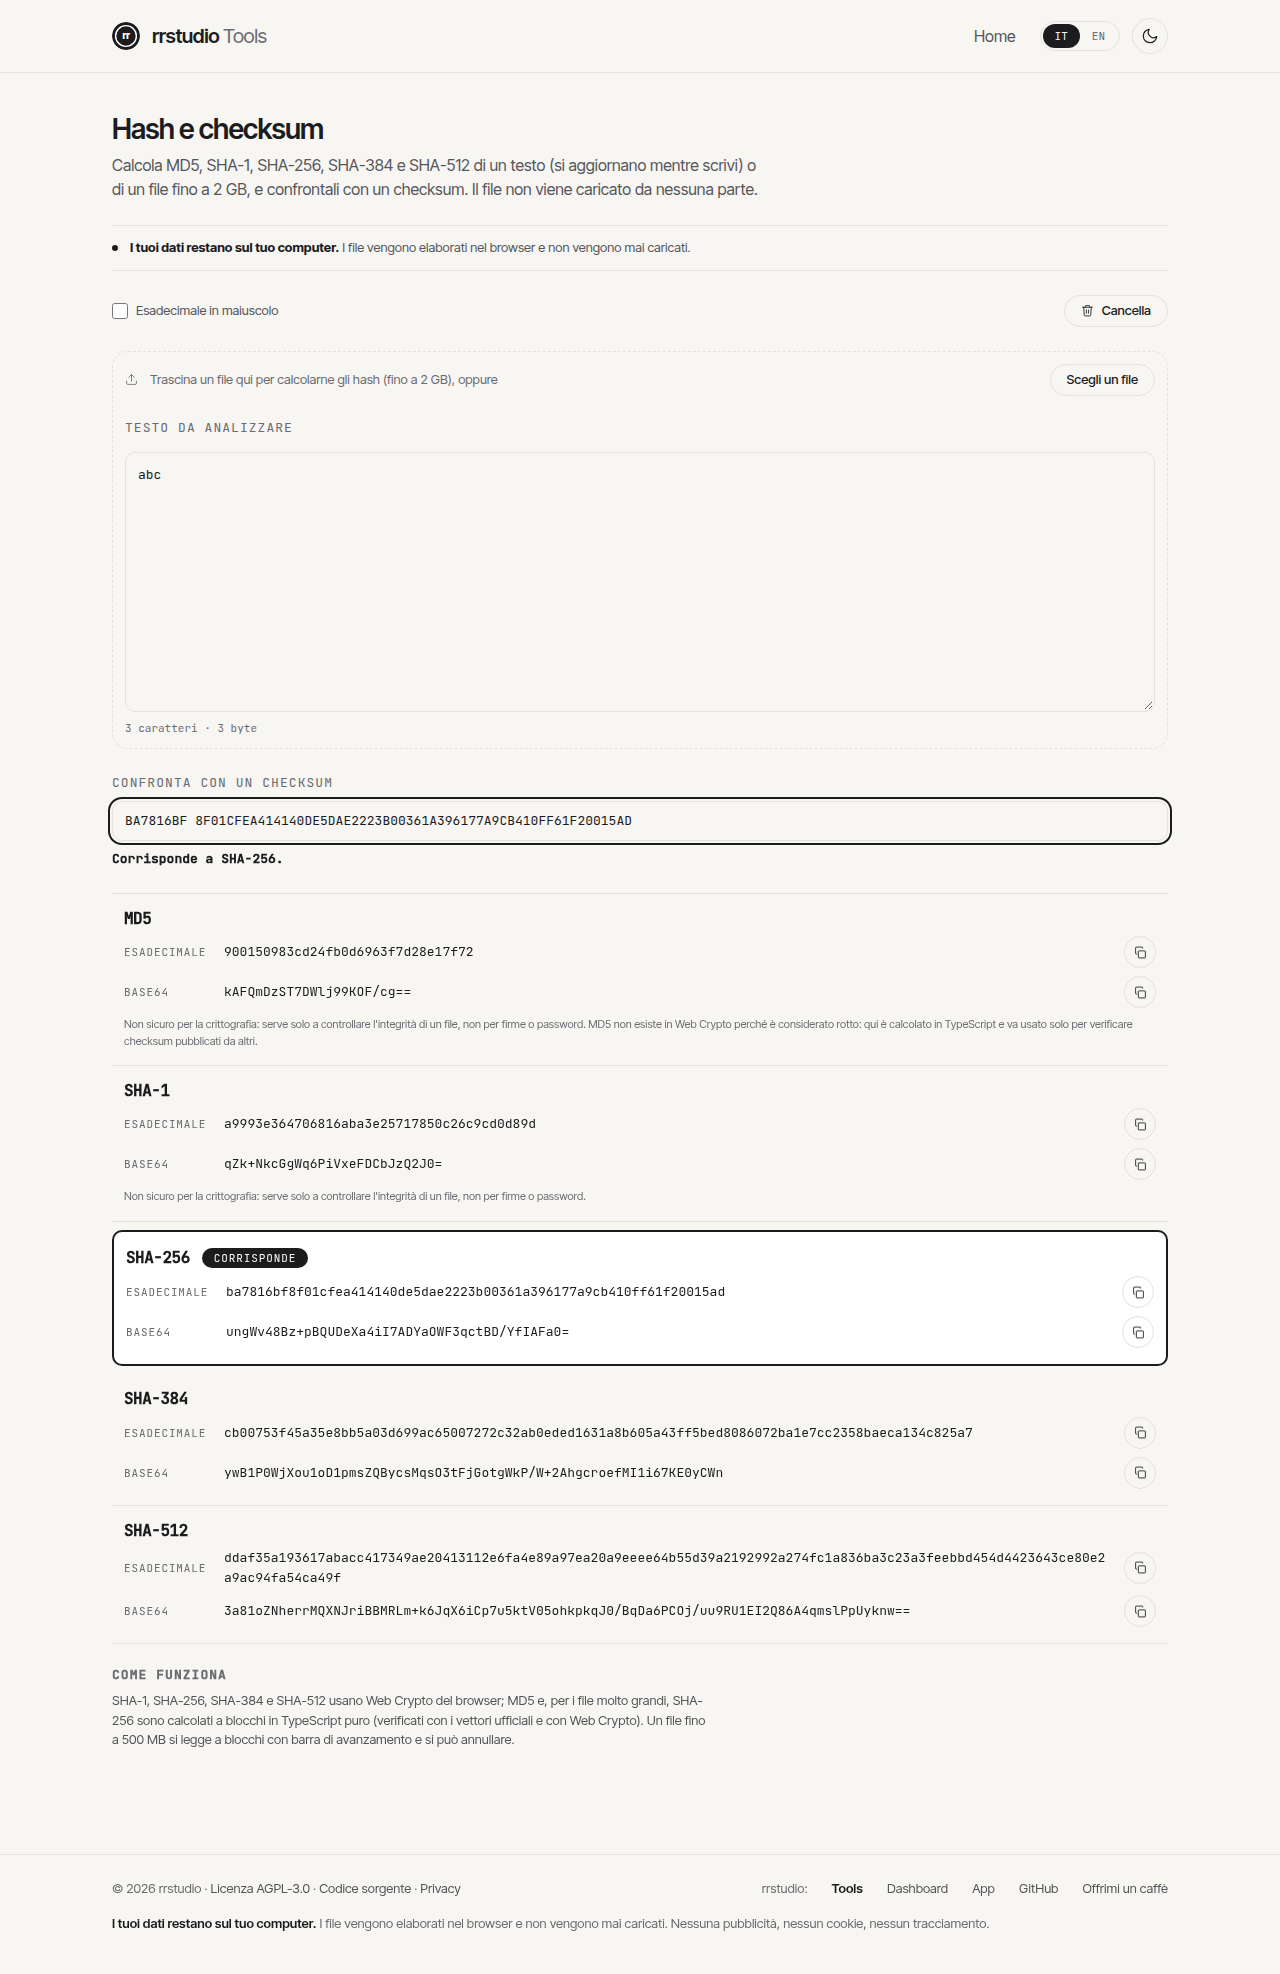 rr rrstudio Tools
Home IT EN
Hash e checksum
Calcola MD5, SHA-1, SHA-256, SHA-384 e SHA-512 di un testo (si aggiornano mentre scrivi) o
di un file fino a 2 GB, e confrontali con un checksum. Il file non viene caricato da nessuna parte.
I tuoi dati restano sul tuo computer. I file vengono elaborati nel browser e non vengono mai caricati.
Esadecimale in maiuscolo
Cancella
Trascina un file qui per calcolarne gli hash (fino a 2 GB), oppure
Scegli un file
TESTO DA ANALIZZARE
abc
3 caratteri · 3 byte
CONFRONTA CON UN CHECKSUM
BA7816BF 8F01CFEA414140DE5DAE2223B00361A396177A9CB410FF61F20015AD
Corrisponde a SHA-256.
MD5
ESADECIMALE 900150983cd24fb0d6963f7d28e17f72
BASE64 kAFQmDzST7DWlj99KOF/cg==
Non sicuro per la crittografia: serve solo a controllare l'integrità di un file, non per firme o password. MD5 non esiste in Web Crypto perché è considerato rotto: qui è calcolato in TypeScript e va usato solo per verificare
checksum pubblicati da altri.
SHA-1
ESADECIMALE a9993e364706816aba3e25717850c26c9cd0d89d
BASE64 qZk+NkcGgWq6PiVxeFDCbJzQ2J0=
Non sicuro per la crittografia: serve solo a controllare l'integrità di un file, non per firme o password.
SHA-256 CORRISPONDE
ESADECIMALE ba7816bf8f01cfea414140de5dae2223b00361a396177a9cb410ff61f20015ad
BASE64 ungWv48Bz+pBQUDeXa4iI7ADYaOWF3qctBD/YfIAFa0=
SHA-384
ESADECIMALE cb00753f45a35e8bb5a03d699ac65007272c32ab0eded1631a8b605a43ff5bed8086072ba1e7cc2358baeca134c825a7
BASE64 ywB1P0WjXou1oD1pmsZQBycsMqsO3tFjGotgWkP/W+2AhgcroefMI1i67KE0yCWn
SHA-512
ESADECIMALE ddaf35a193617abacc417349ae20413112e6fa4e89a97ea20a9eeee64b55d39a2192992a274fc1a836ba3c23a3feebbd454d4423643ce80e2
a9ac94fa54ca49f
BASE64 3a81oZNherrMQXNJriBBMRLm+k6JqX6iCp7u5ktV05ohkpkqJ0/BqDa6PCOj/uu9RU1EI2Q86A4qmslPpUyknw==
COME FUNZIONA
SHA-1, SHA-256, SHA-384 e SHA-512 usano Web Crypto del browser; MD5 e, per i file molto grandi, SHA-
256 sono calcolati a blocchi in TypeScript puro (verificati con i vettori ufficiali e con Web Crypto). Un file fino
a 500 MB si legge a blocchi con barra di avanzamento e si può annullare.
© 2026 rrstudio · Licenza AGPL-3.0 · Codice sorgente · Privacy
rrstudio: Tools Dashboard App GitHub Offrimi un caffè
I tuoi dati restano sul tuo computer. I file vengono elaborati nel browser e non vengono mai caricati. Nessuna pubblicità, nessun cookie, nessun tracciamento.